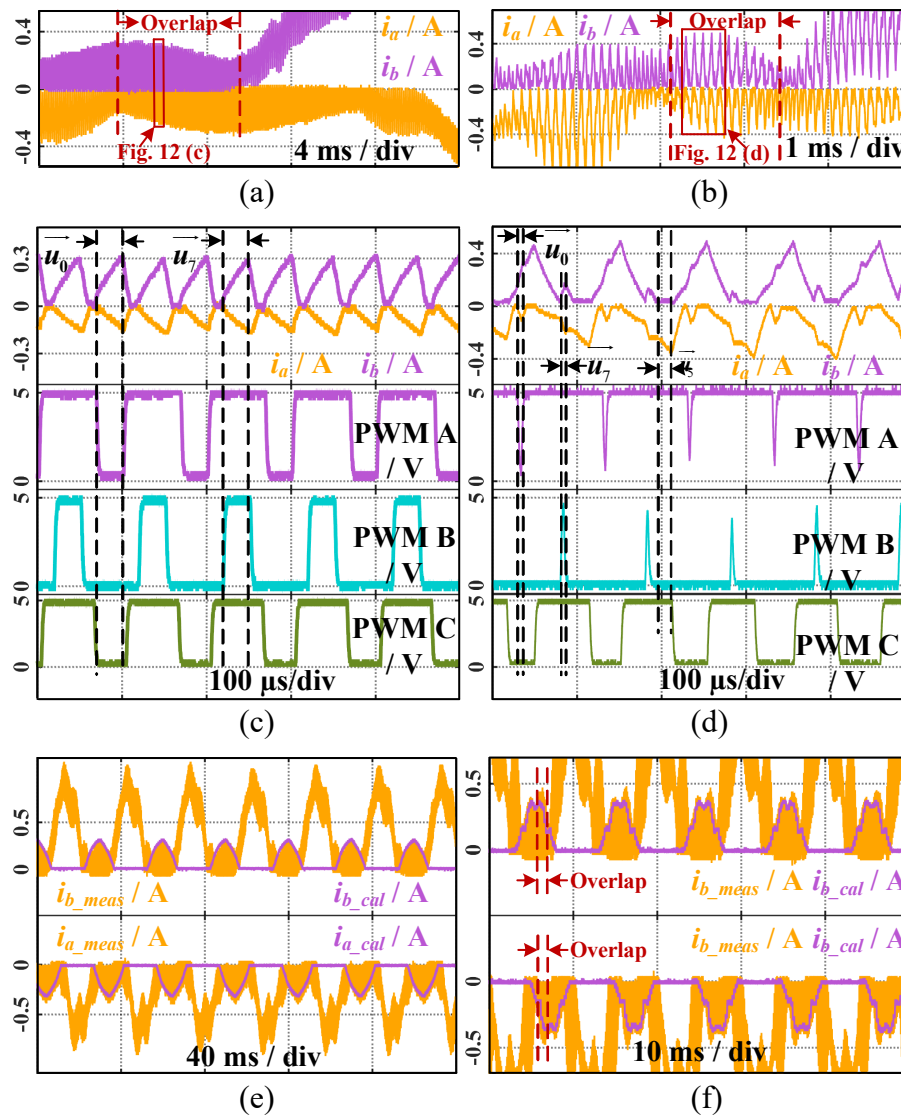 0.4
0
-0.4
i_a / A
i_b / A
Overlap
Fig. 12 (c)
4 ms / div
(a)
0.4
0
-0.4
i_a / A
i_b / A
Overlap
Fig. 12 (d)
1 ms / div
(b)
0.3
0
-0.3
u_0
u_7
i_a / A
i_b / A
5
0
PWM A
/ V
5
0
PWM B
/ V
5
0
PWM C
/ V
100 μs/div
(c)
0.4
0
-0.4
u_0
u_7
u_5
i_a / A
i_b / A
5
0
PWM A
/ V
5
0
PWM B
/ V
5
0
PWM C
/ V
100 μs/div
(d)
0.5
0
i_b_meas / A
i_b_cal / A
i_a_meas / A
i_a_cal / A
0
-0.5
40 ms / div
(e)
0.5
0
Overlap
i_b_meas / A
i_b_cal / A
Overlap
i_b_meas / A
i_b_cal / A
0
-0.5
10 ms / div
(f)